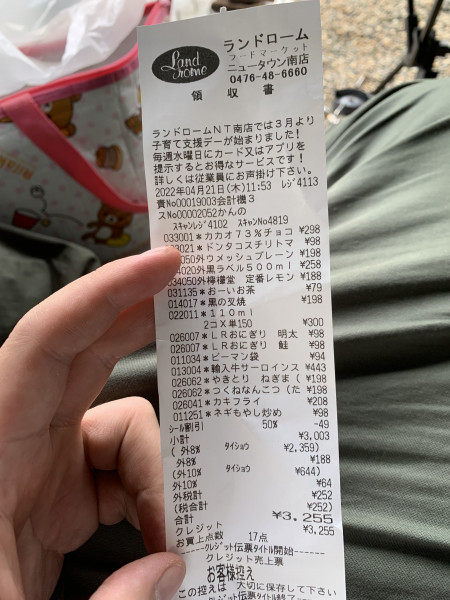 Land
rome
ランドローム
フードマーケット
ニュータウン南店
0476-48-6660
領 収 書
ランドロームNT南店では3月より
子育て支援デーが始まりました!
毎週水曜日にカード又はアプリを
提示するとお得なサービスです!
詳しくは従業員にお声掛け下さい。
2022年04月21日(木)11:53 レジ4113
責No00019003会計機3
スNo00002052かんの
スキャンレジ4102 スキャンNo4819
033001*カカオ73%チョコ ¥298
3021*ドンタコスチリトマ ¥98
050外ウメッシュプレーン ¥198
4020外黒ラベル500ml ¥258
034050外檸檬堂 定番レモン ¥188
031135*おーいお茶 ¥79
014017*黒の叉焼 ¥198
022011*110ml
2コX単150 ¥300
026007*LRおにぎり 明太 ¥98
026007*LRおにぎり 鮭 ¥98
011034*ピーマン袋 ¥94
013004*輸入牛サーロインス ¥443
026062*やきとり ねぎま( ¥198
026062*つくねなんこつ(た ¥198
026041*カキフライ ¥208
011251*ネギもやし炒め ¥98
シール割引 50% -49
小計 ¥3,003
(外8% タイショウ ¥2,359)
外8% ¥188
(外10% タイショウ ¥644)
外10% ¥64
外税計 ¥252
(税合計 ¥252)
合計 ¥3,255
クレジット ¥3,255
お買上点数 17点
------クレジット伝票タイトル開始------
クレジット売上票
お客様控え
この控えは 大切に保存して下さい
クレジット伝票タイトル終了